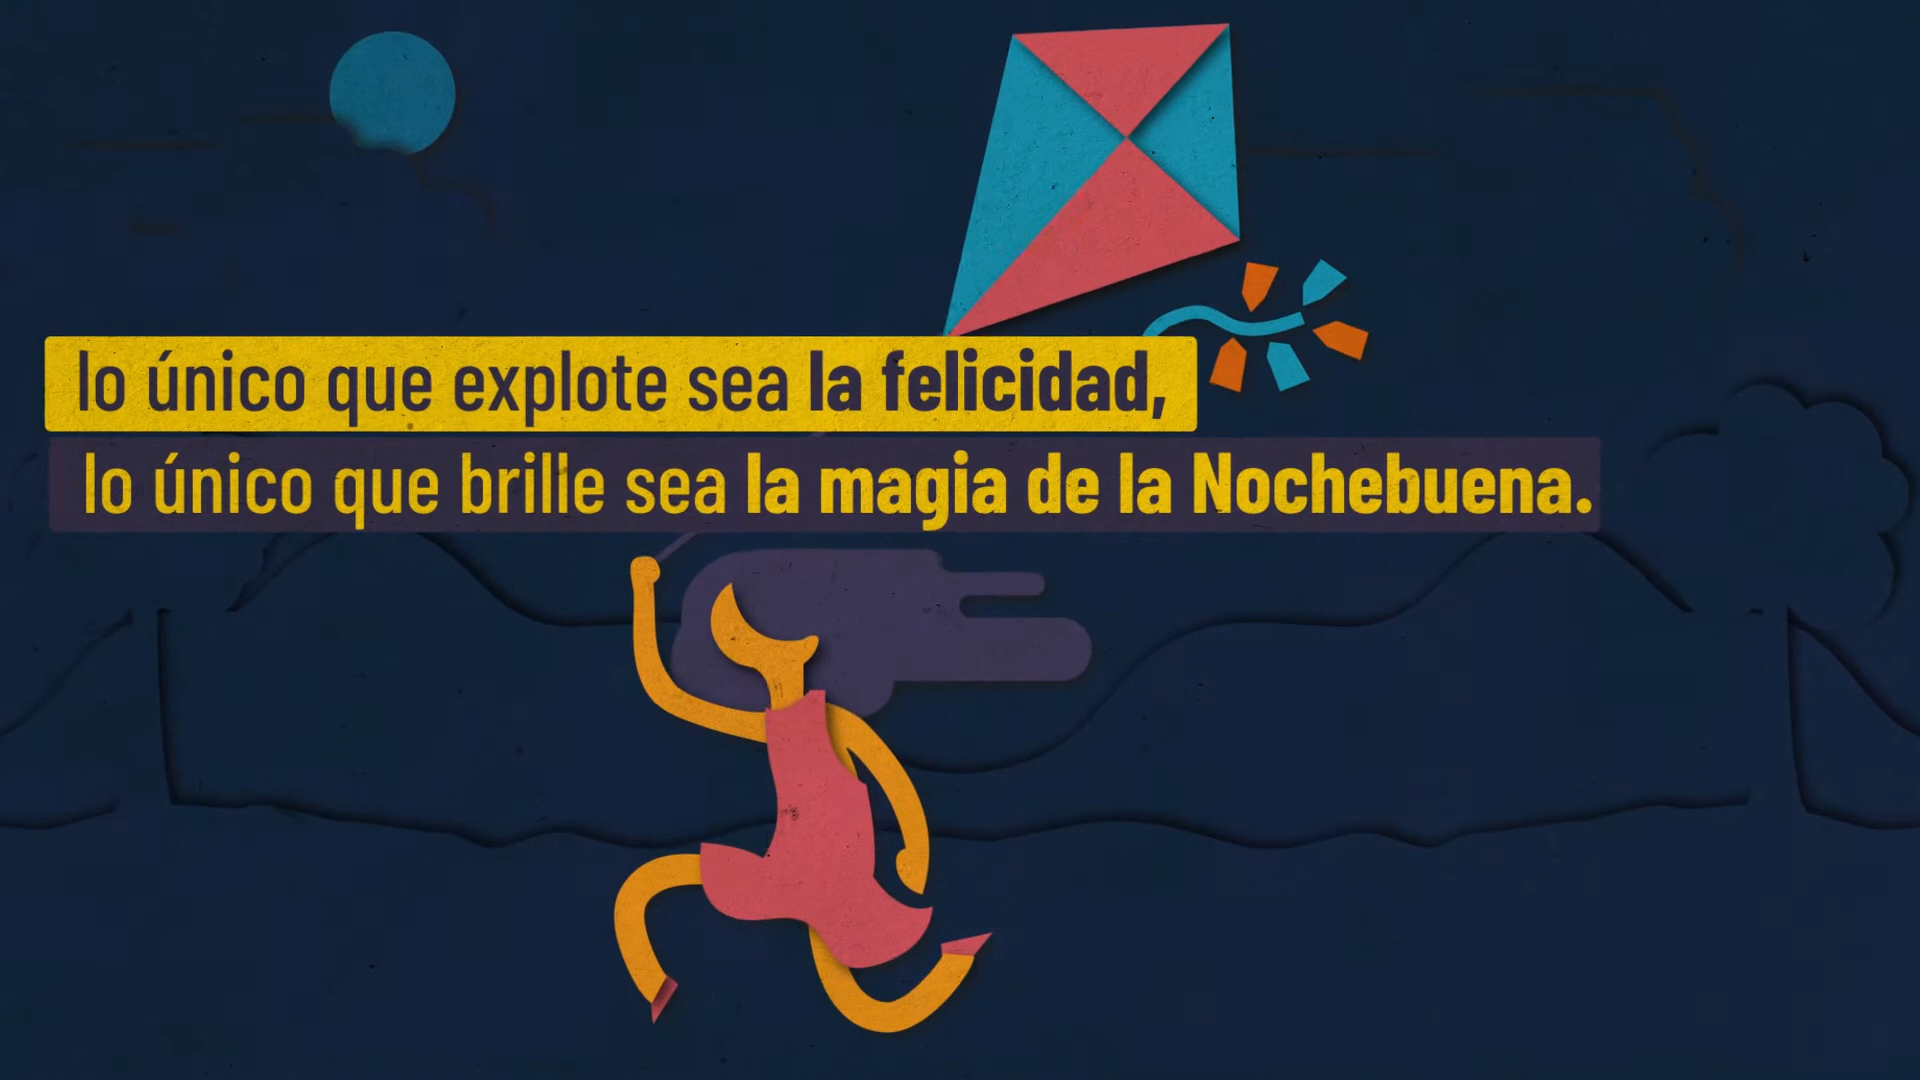 lo único que explote sea la felicidad,
lo único que brille sea la magia de la Nochebuena.